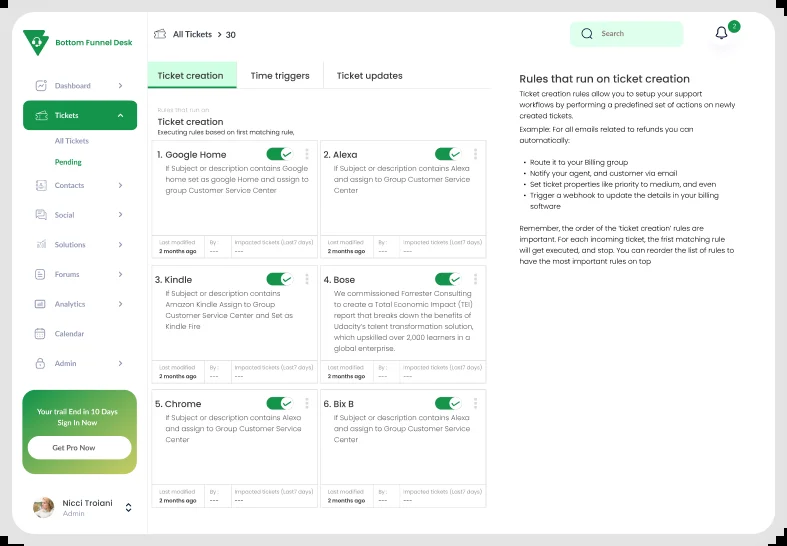 Bottom Funnel Desk
All Tickets > 30
Search
2
Dashboard
Tickets
All Tickets
Pending
Contacts
Social
Solutions
Forums
Analytics
Calendar
Admin
Your trail End in 10 Days
Sign In Now
Get Pro Now
Nicci Troiani
Admin
Ticket creation
Time triggers
Ticket updates
Rules that run on
Ticket creation
Executing rules based on first matching rule,
1. Google Home
If Subject or description contains Google
home set as google Home and assign to
group Customer Service Center
Last modified
2 months ago
By :
---
Impacted tickets (Last7 days)
---
2. Alexa
If Subject or description contains Alexa
and assign to Group Customer Service
Center
Last modified
2 months ago
By :
---
Impacted tickets (Last7 days)
---
3. Kindle
If Subject or description contains
Amazon Kindle Assign to Group
Customer Service Center and Set as
Kindle Fire
Last modified
2 months ago
By :
---
Impacted tickets (Last7 days)
---
4. Bose
We commissioned Forrester Consulting
to create a Total Economic Impact (TEI)
report that breaks down the benefits of
Udacity's talent transformation solution,
which upskilled over 2,000 learners in a
global enterprise.
Last modified
2 months ago
By :
---
Impacted tickets (Last7 days)
---
5. Chrome
If Subject or description contains Alexa
and assign to Group Customer Service
Center
Last modified
2 months ago
By :
---
Impacted tickets (Last7 days)
---
6. Bix B
If Subject or description contains Alexa
and assign to Group Customer Service
Center
Last modified
2 months ago
By :
---
Impacted tickets (Last7 days)
---
Rules that run on ticket creation
Ticket creation rules allow you to setup your support
workflows by performing a predefined set of actions on newly
created tickets.
Example: For all emails related to refunds you can
automatically:
• Route it to your Billing group
• Notify your agent, and customer via email
• Set ticket properties like priority to medium, and even
• Trigger a webhook to update the details in your billing
software
Remember, the order of the 'ticket creation' rules are
important. For each incoming ticket, the frist matching rule
will get executed, and stop. You can reorder the list of rules to
have the most important rules on top